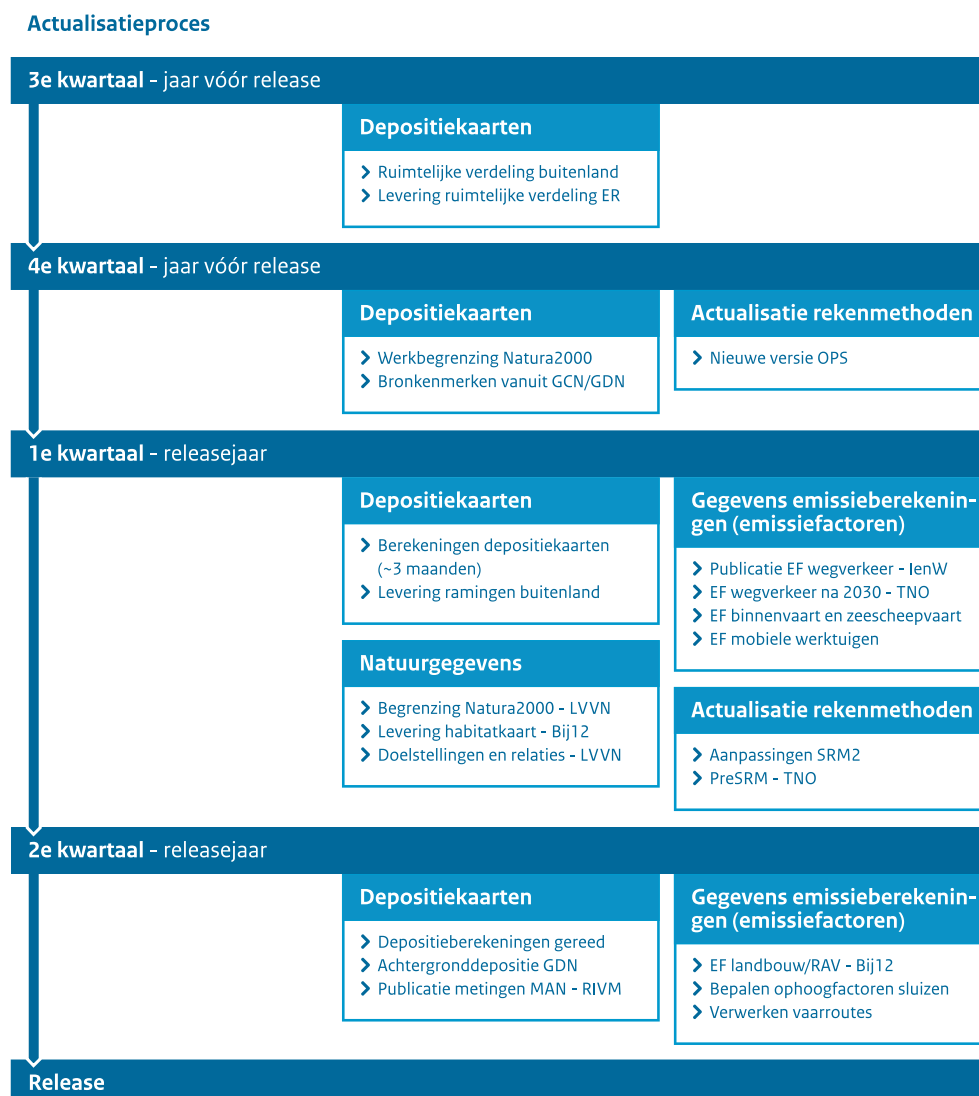 Actualisatieproces
3e kwartaal - jaar vóór release
Depositiekaarten
Ruimtelijke verdeling buitenland
Levering ruimtelijke verdeling ER
4e kwartaal - jaar vóór release
Depositiekaarten
Werkbegrenzing Natura2000
Bronkenmerken vanuit GCN/GDN
Actualisatie rekenmethoden
Nieuwe versie OPS
1e kwartaal - releasejaar
Depositiekaarten
Berekeningen depositiekaarten
(~3 maanden)
Levering ramingen buitenland
Natuurgegevens
Begrenzing Natura2000 - LVVN
Levering habitatkaart - Bij12
Doelstellingen en relaties - LVVN
Gegevens emissieberekenin-
gen (emissiefactoren)
Publicatie EF wegverkeer - IenW
EF wegverkeer na 2030 - TNO
EF binnenvaart en zeescheepvaart
EF mobiele werktuigen
Actualisatie rekenmethoden
Aanpassingen SRM2
PreSRM - TNO
2e kwartaal - releasejaar
Depositiekaarten
Depositieberekeningen gereed
Achtergronddepositie GDN
Publicatie metingen MAN - RIVM
Gegevens emissieberekenin-
gen (emissiefactoren)
EF landbouw/RAV - Bij12
Bepalen ophoogfactoren sluizen
Verwerken vaarroutes
Release